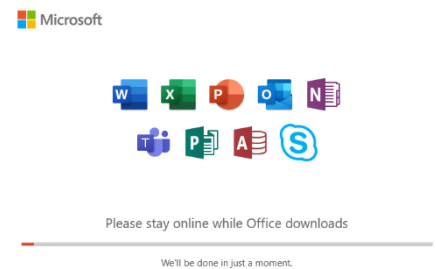 Microsoft
W X P O N
T P A S
Please stay online while Office downloads
We'll be done in just a moment.